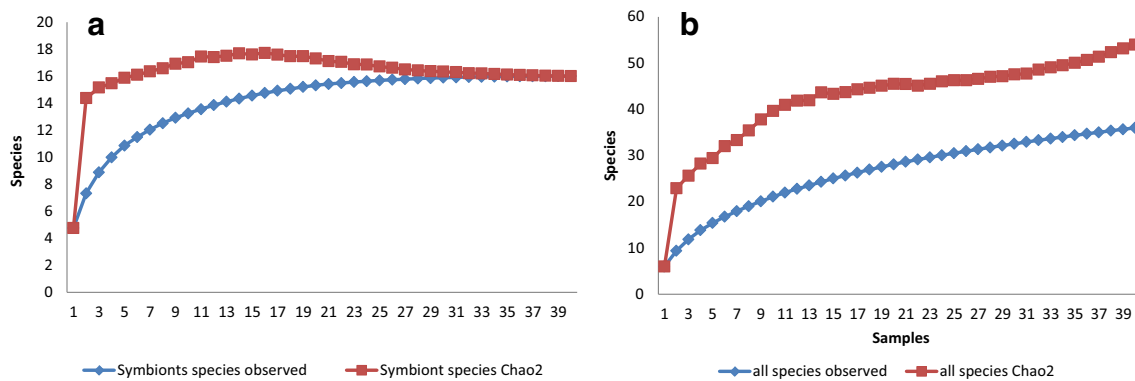 a
20
18
16
14
12
10
8
6
4
2
0
Species
1 3 5 7 9 11 13 15 17 19 21 23 25 27 29 31 33 35 37 39
Symbionts species observed Symbiont species Chao2
b
60
50
40
30
20
10
0
Species
1 3 5 7 9 11 13 15 17 19 21 23 25 27 29 31 33 35 37 39
Samples
all species observed all species Chao2